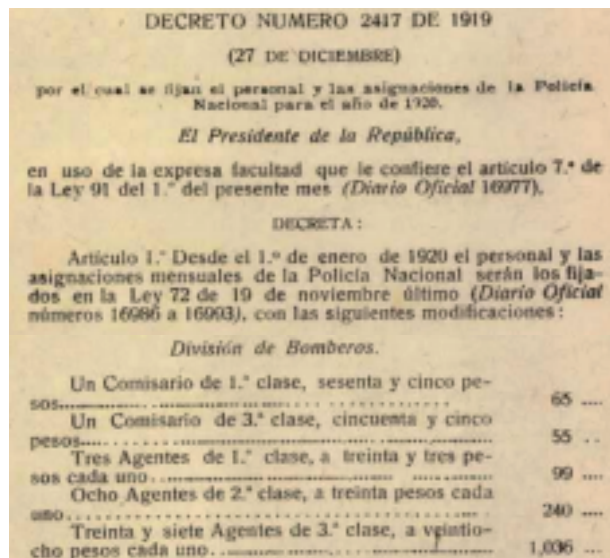 DECRETO NUMERO 2417 DE 1919
(27 DE DICIEMBRE)
por el cual se fijan el personal y las asignaciones de la Policía
Nacional para el año de 1920.
El Presidente de la República,
en uso de la expresa facultad que le confiere el artículo 7.º de
la Ley 91 del 1.º del presente mes (Diario Oficial 16977),
DECRETA:
Artículo 1.º Desde el 1.º de enero de 1920 el personal y las
asignaciones mensuales de la Policía Nacional serán los fija-
dos en la Ley 72 de 19 de noviembre último (Diario Oficial
números 16986 a 16993), con las siguientes modificaciones:
División de Bomberos.
Un Comisario de 1.ª clase, sesenta y cinco pe-
sos.................................................... 65 ....
Un Comisario de 3.ª clase, cincuenta y cinco
pesos.................................................... 55 ..
Tres Agentes de 1.ª clase, a treinta y tres pe-
sos cada uno.................................................... 99 ....
Ocho Agentes de 2.ª clase, a treinta pesos cada
uno.................................................... 240 ....
Treinta y siete Agentes de 3.ª clase, a veintio-
cho pesos cada uno.................................... 1,036 ...